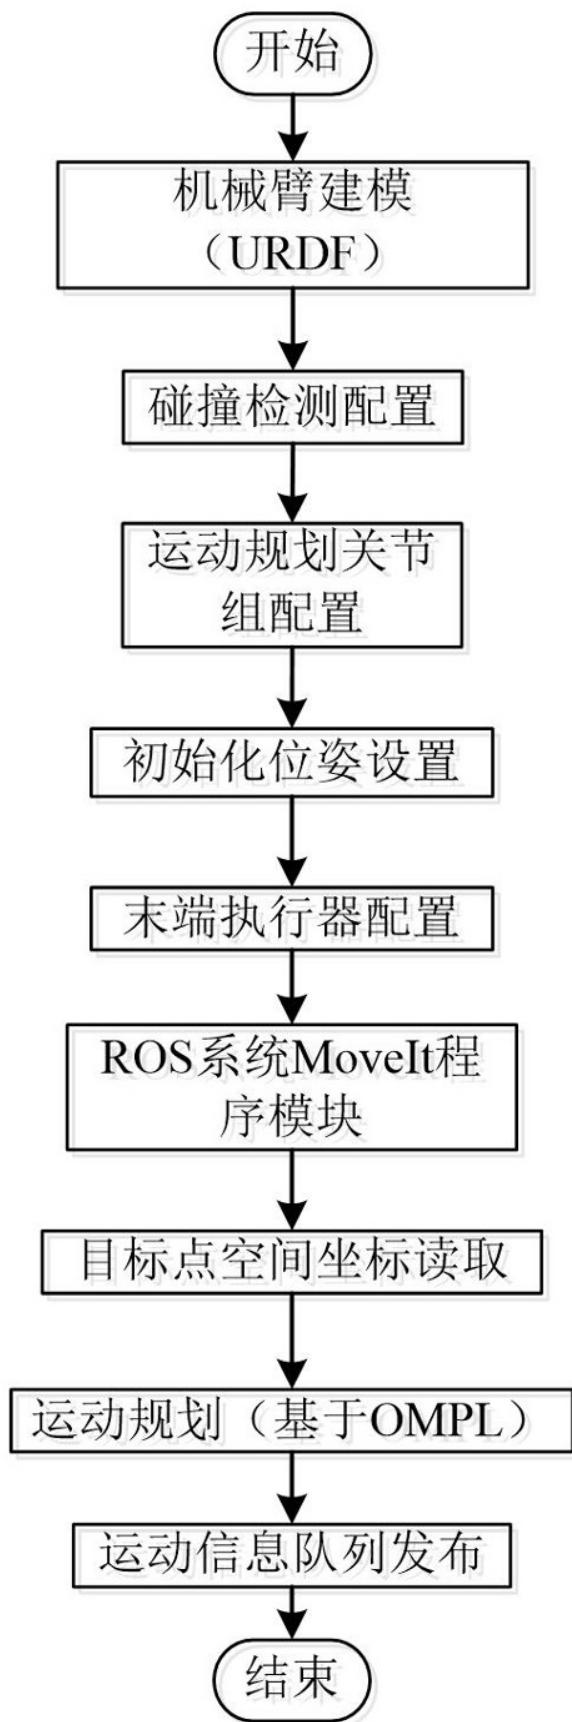 开始
机械臂建模
（URDF）
碰撞检测配置
运动规划关节
组配置
初始化位姿设置
末端执行器配置
ROS系统MoveIt程
序模块
目标点空间坐标读取
运动规划（基于OMPL）
运动信息队列发布
结束